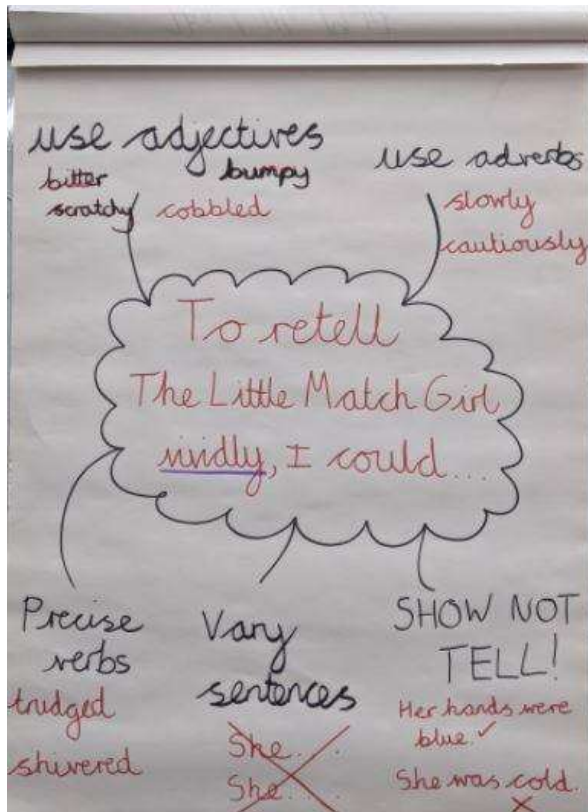 use adjectives
bitter bumpy
scratchy cobbled
use adverbs
slowly
cautiously
To retell
The Little Match Girl
vividly, I could...
Precise
verbs
trudged
shivered
Vary
sentences
She...
She...
SHOW NOT
TELL!
Her hands were
blue. ✓
She was cold.